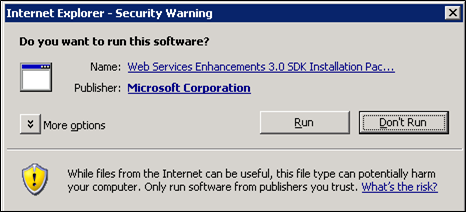 Internet Explorer - Security Warning
Do you want to run this software?
Name: Web Services Enhancements 3.0 SDK Installation Pac...
Publisher: Microsoft Corporation
More options
Run
Don't Run
While files from the Internet can be useful, this file type can potentially harm
your computer. Only run software from publishers you trust. What's the risk?